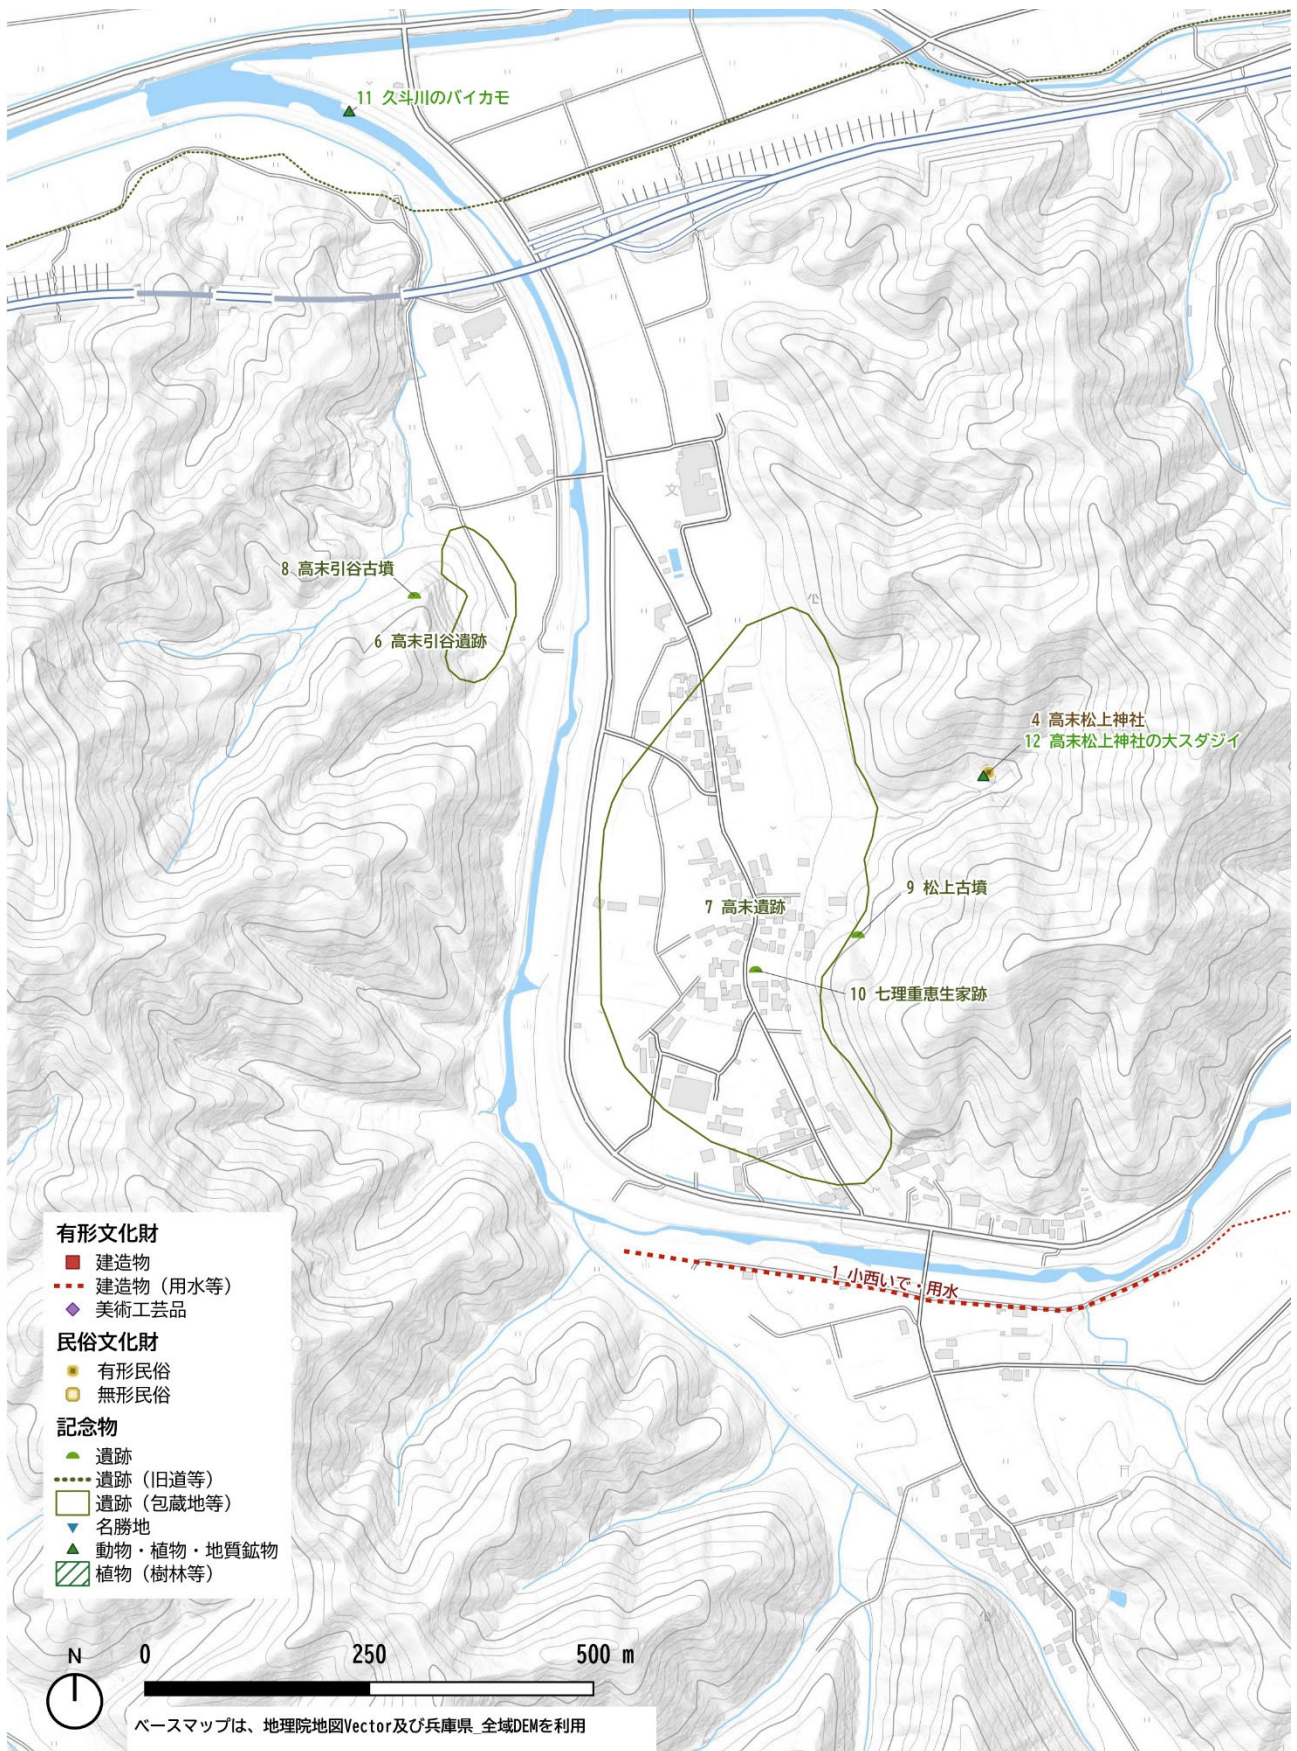 11 久斗川のバイカモ
文
8 高末引谷古墳
6 高末引谷遺跡
4 高末松上神社
12 高末松上神社の大スダジイ
9 松上古墳
7 高末遺跡
10 七理重恵生家跡
1 小西いで・用水
有形文化財
建造物
建造物（用水等）
美術工芸品
民俗文化財
有形民俗
無形民俗
記念物
遺跡
遺跡（旧道等）
遺跡（包蔵地等）
名勝地
動物・植物・地質鉱物
植物（樹林等）
N
0 250 500 m
ベースマップは、地理院地図Vector及び兵庫県_全域DEMを利用